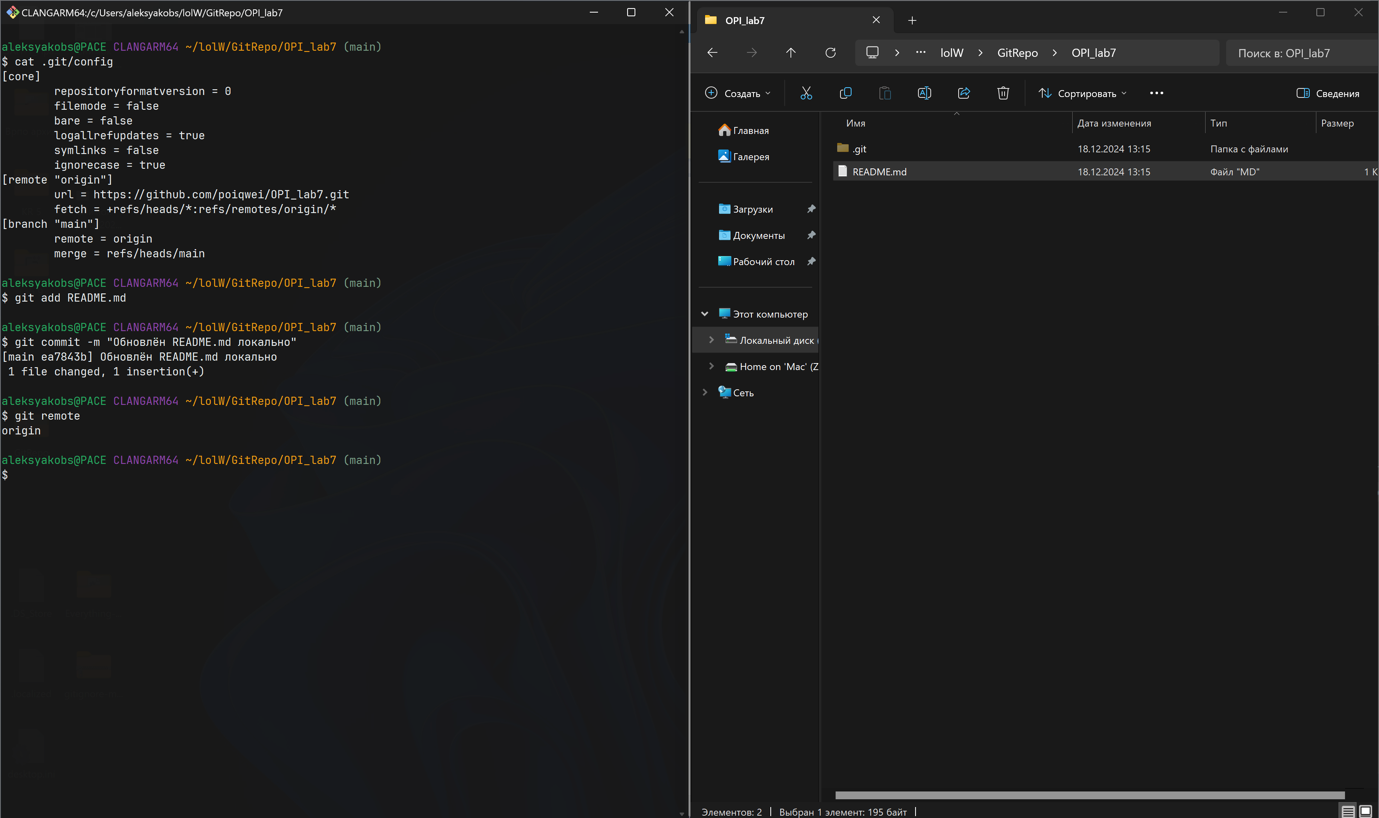 CLANGARM64:/c/Users/aleksyakobs/lolW/GitRepo/OPI_lab7
aleksyakobs@PACE CLANGARM64 ~/lolW/GitRepo/OPI_lab7 (main)
$ cat .git/config
[core]
        repositoryformatversion = 0
        filemode = false
        bare = false
        logallrefupdates = true
        symlinks = false
        ignorecase = true
[remote "origin"]
        url = https://github.com/poiqwei/OPI_lab7.git
        fetch = +refs/heads/*:refs/remotes/origin/*
[branch "main"]
        remote = origin
        merge = refs/heads/main
aleksyakobs@PACE CLANGARM64 ~/lolW/GitRepo/OPI_lab7 (main)
$ git add README.md
aleksyakobs@PACE CLANGARM64 ~/lolW/GitRepo/OPI_lab7 (main)
$ git commit -m "Обновлён README.md локально"
[main ea7843b] Обновлён README.md локально
 1 file changed, 1 insertion(+)
aleksyakobs@PACE CLANGARM64 ~/lolW/GitRepo/OPI_lab7 (main)
$ git remote
origin
aleksyakobs@PACE CLANGARM64 ~/lolW/GitRepo/OPI_lab7 (main)
$
OPI_lab7
... lolW > GitRepo > OPI_lab7
Поиск в: OPI_lab7
Создать
Сортировать
Сведения
Главная
Галерея
Загрузки
Документы
Рабочий стол
Этот компьютер
Локальный диск (
Home on 'Mac' (Z
Сеть
Имя Дата изменения Тип Размер
.git 18.12.2024 13:15 Папка с файлами
README.md 18.12.2024 13:15 Файл "MD" 1 К
Элементов: 2 | Выбран 1 элемент: 195 байт |